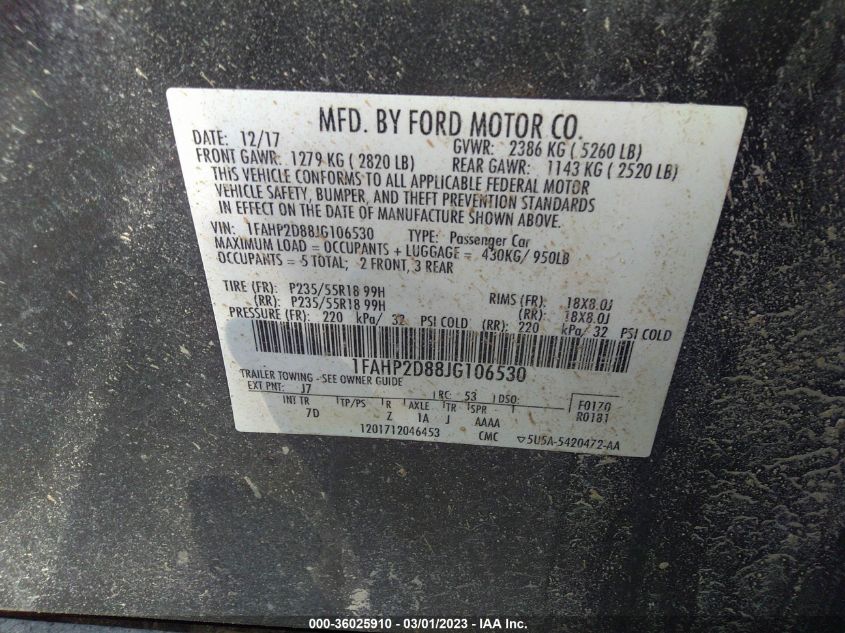 MFD. BY FORD MOTOR CO.
DATE: 12/17 GVWR: 2386 KG ( 5260 LB)
FRONT GAWR: 1279 KG ( 2820 LB) REAR GAWR: 1143 KG ( 2520 LB)
THIS VEHICLE CONFORMS TO ALL APPLICABLE FEDERAL MOTOR
VEHICLE SAFETY, BUMPER, AND THEFT PREVENTION STANDARDS
IN EFFECT ON THE DATE OF MANUFACTURE SHOWN ABOVE.
VIN: 1FAHP2D88JG106530 TYPE: Passenger Car
MAXIMUM LOAD = OCCUPANTS + LUGGAGE = 430KG/ 950LB
OCCUPANTS = 5 TOTAL; 2 FRONT, 3 REAR
TIRE (FR): P235/55R18 99H RIMS (FR): 18X8.0J
(RR): P235/55R18 99H (RR): 18X8.0J
PRESSURE (FR): 220 kPa/ 32 PSI COLD (RR): 220 kPa/ 32 PSI COLD
1FAHP2D88JG106530
TRAILER TOWING - SEE OWNER GUIDE
EXT PNT: J7 RC: 53 DSO: F0170
INT TR TP/PS R AXLE TR SPR R0181
7D Z 1A J AAAA
1201712046453 CMC ▽5U5A-5420472-AA
000-36025910 - 03/01/2023 - IAA Inc.